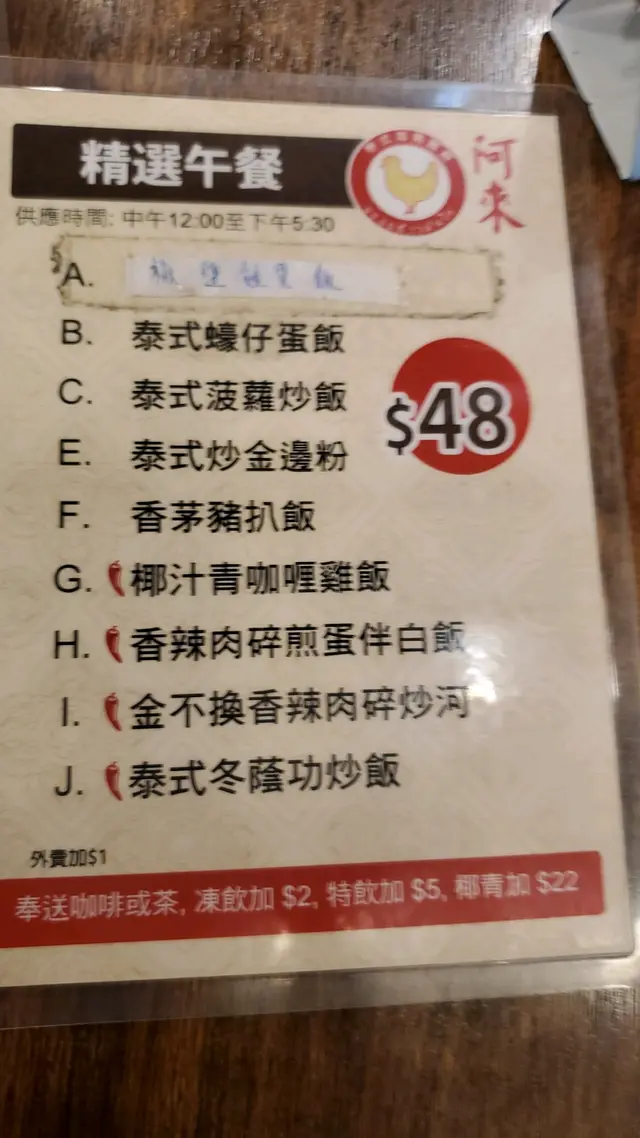 精選午餐
阿來
供應時間: 中午12:00至下午5:30
A.
B. 泰式蠔仔蛋飯
C. 泰式菠蘿炒飯
$48
E. 泰式炒金邊粉
F. 香茅豬扒飯
G. 椰汁青咖喱雞飯
H. 香辣肉碎煎蛋伴白飯
I. 金不換香辣肉碎炒河
J. 泰式冬蔭功炒飯
外賣加$1
奉送咖啡或茶, 凍飲加 $2, 特飲加 $5, 椰青加 $22